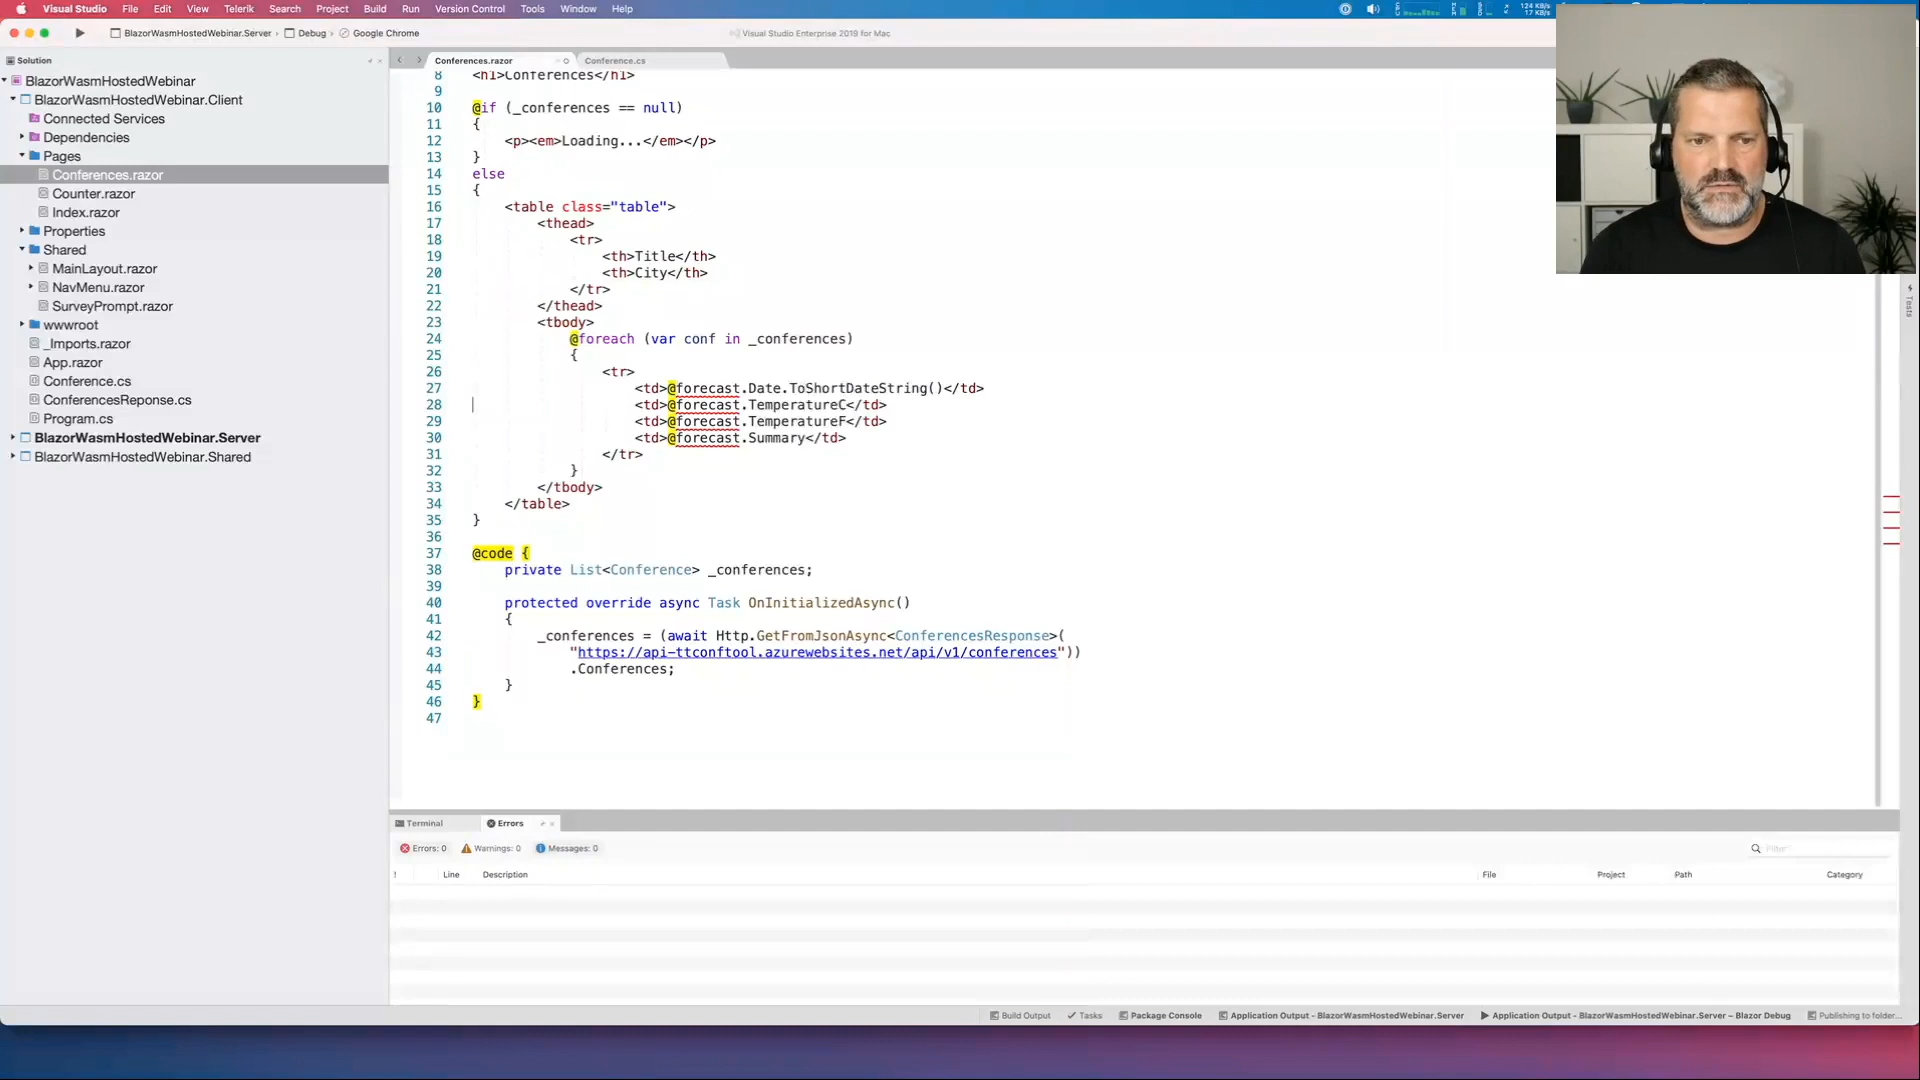 Visual Studio File Edit View Telerik Search Project Build Run Version Control Tools Window Help
124 KB/s
17 KB/s
BlazorWasmHostedWebinar.Server › Debug › Google Chrome
Visual Studio Enterprise 2019 for Mac
Solution
BlazorWasmHostedWebinar
BlazorWasmHostedWebinar.Client
Connected Services
Dependencies
Pages
Conferences.razor
Counter.razor
Index.razor
Properties
Shared
MainLayout.razor
NavMenu.razor
SurveyPrompt.razor
wwwroot
_Imports.razor
App.razor
Conference.cs
ConferencesReponse.cs
Program.cs
BlazorWasmHostedWebinar.Server
BlazorWasmHostedWebinar.Shared
Conferences.razor
Conference.cs
8 <h1>Conferences</h1>
9
10 @if (_conferences == null)
11 {
12 <p><em>Loading...</em></p>
13 }
14 else
15 {
16 <table class="table">
17 <thead>
18 <tr>
19 <th>Title</th>
20 <th>City</th>
21 </tr>
22 </thead>
23 <tbody>
24 @foreach (var conf in _conferences)
25 {
26 <tr>
27 <td>@forecast.Date.ToShortDateString()</td>
28 <td>@forecast.TemperatureC</td>
29 <td>@forecast.TemperatureF</td>
30 <td>@forecast.Summary</td>
31 </tr>
32 }
33 </tbody>
34 </table>
35 }
36
37 @code {
38 private List<Conference> _conferences;
39
40 protected override async Task OnInitializedAsync()
41 {
42 _conferences = (await Http.GetFromJsonAsync<ConferencesResponse>(
43 "https://api-ttconftool.azurewebsites.net/api/v1/conferences"))
44 .Conferences;
45 }
46 }
47
Tests
Terminal
Errors
Errors: 0
Warnings: 0
Messages: 0
Filter
! Line Description File Project Path Category
Build Output
Tasks
Package Console
Application Output - BlazorWasmHostedWebinar.Server
Application Output - BlazorWasmHostedWebinar.Server – Blazor Debug
Publishing to folder...